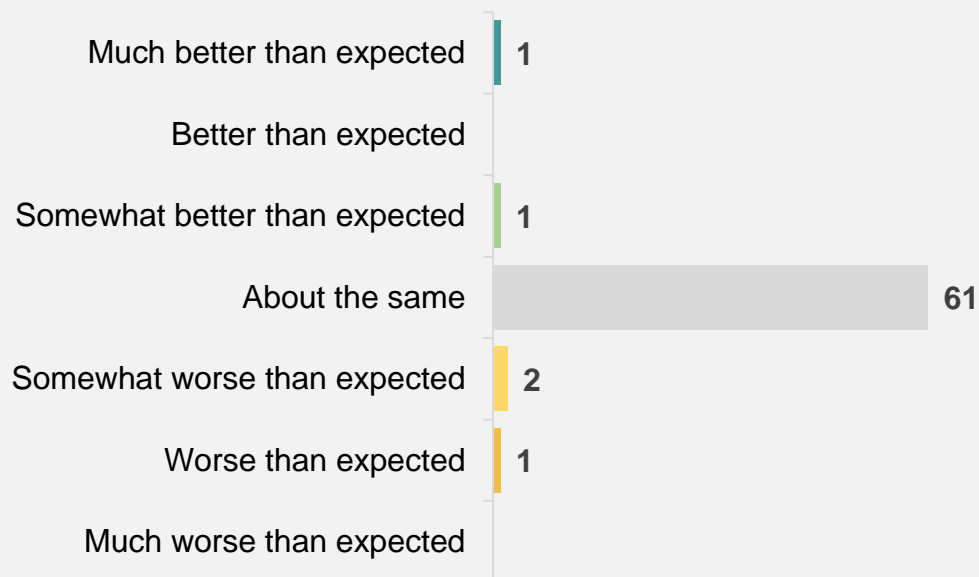 Much better than expected 1
Better than expected
Somewhat better than expected 1
About the same 61
Somewhat worse than expected 2
Worse than expected 1
Much worse than expected